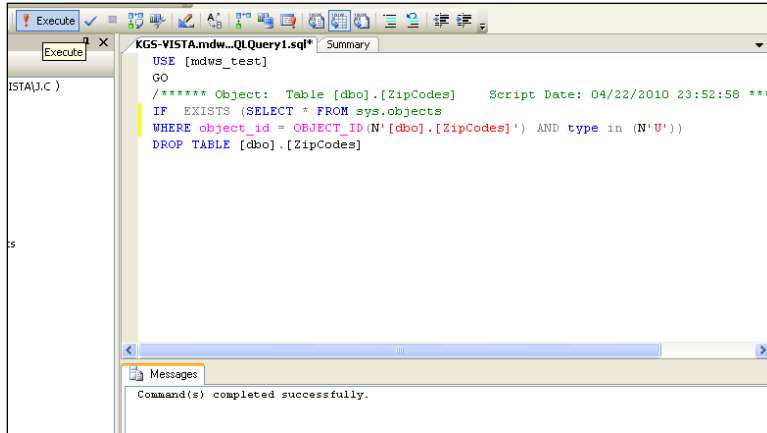 Execute
Execute
KGS-VISTA.mdw...QLQuery1.sql* Summary
ISTA\J.C )
USE [mdws_test]
GO
/****** Object:  Table [dbo].[ZipCodes]    Script Date: 04/22/2010 23:52:58 ***
IF  EXISTS (SELECT * FROM sys.objects
WHERE object_id = OBJECT_ID(N'[dbo].[ZipCodes]') AND type in (N'U'))
DROP TABLE [dbo].[ZipCodes]
ts
Messages
Command(s) completed successfully.